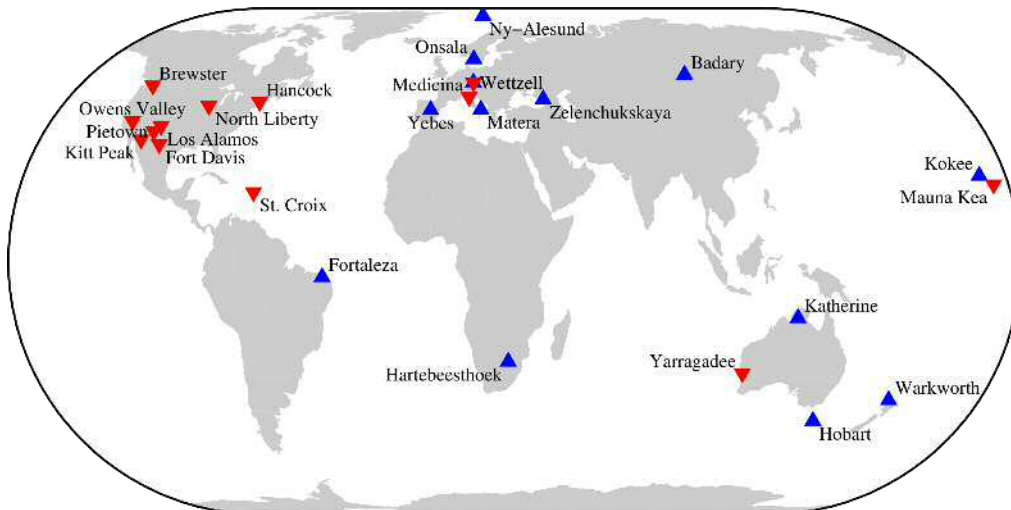 Ny-Alesund
Onsala
Badary
Brewster
Medicina
Wettzell
Hancock
Owens Valley
North Liberty
Yebes
Matera
Zelenchukskaya
Pietown
Los Alamos
Kitt Peak
Fort Davis
Kokee
Mauna Kea
St. Croix
Fortaleza
Katherine
Yarragadee
Hartebeesthoek
Warkworth
Hobart